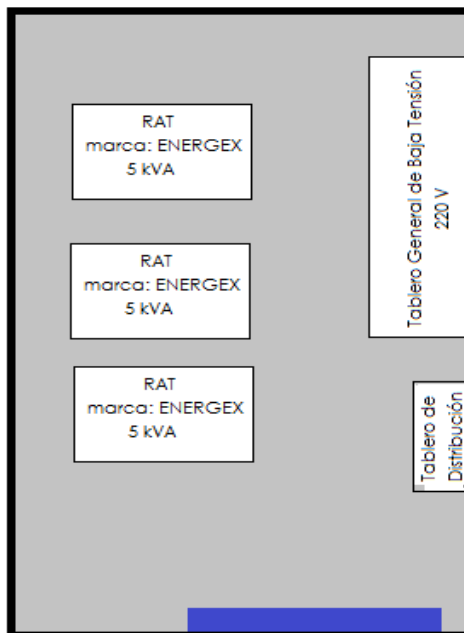 RAT
marca: ENERGEX
5 kVA
RAT
marca: ENERGEX
5 kVA
RAT
marca: ENERGEX
5 kVA
Tablero General de Baja Tensión
220 V
Tablero de
Distribución